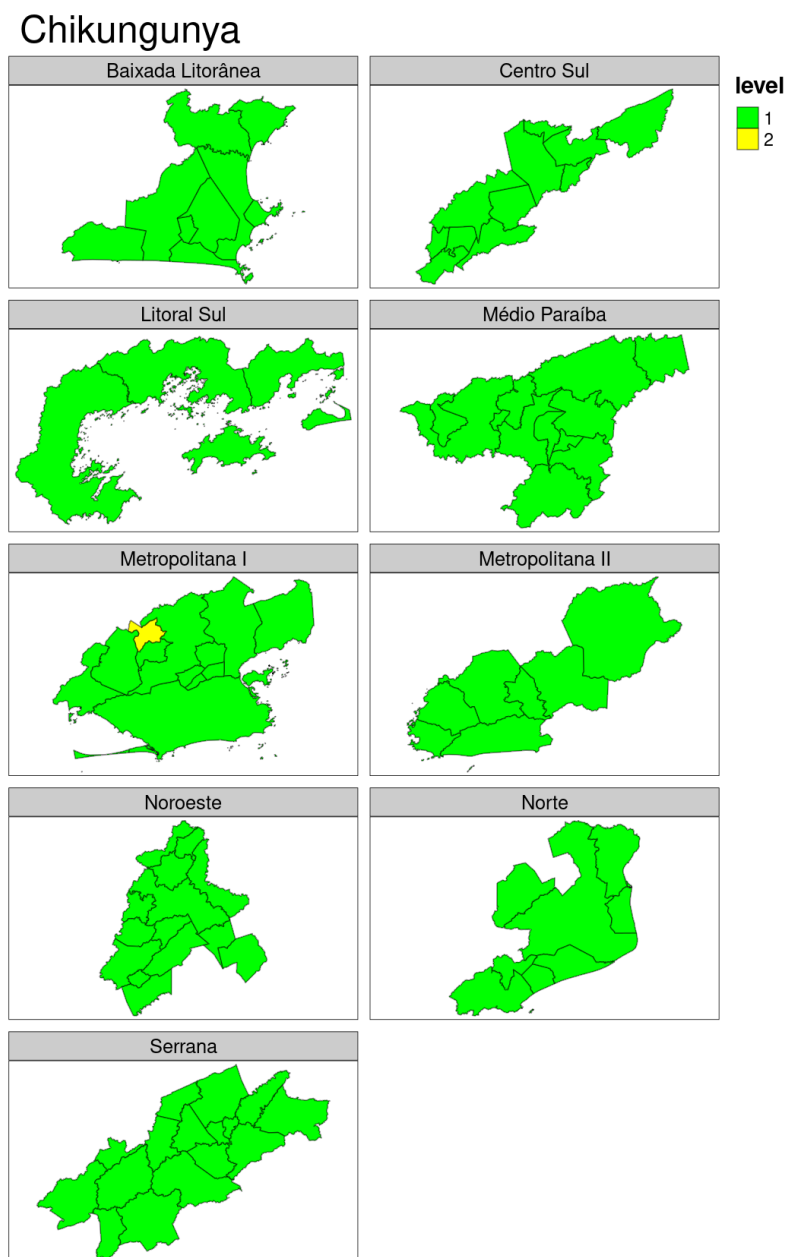 Chikungunya
Baixada Litorânea
Centro Sul
level
1
2
Litoral Sul
Médio Paraíba
Metropolitana I
Metropolitana II
Noroeste
Norte
Serrana